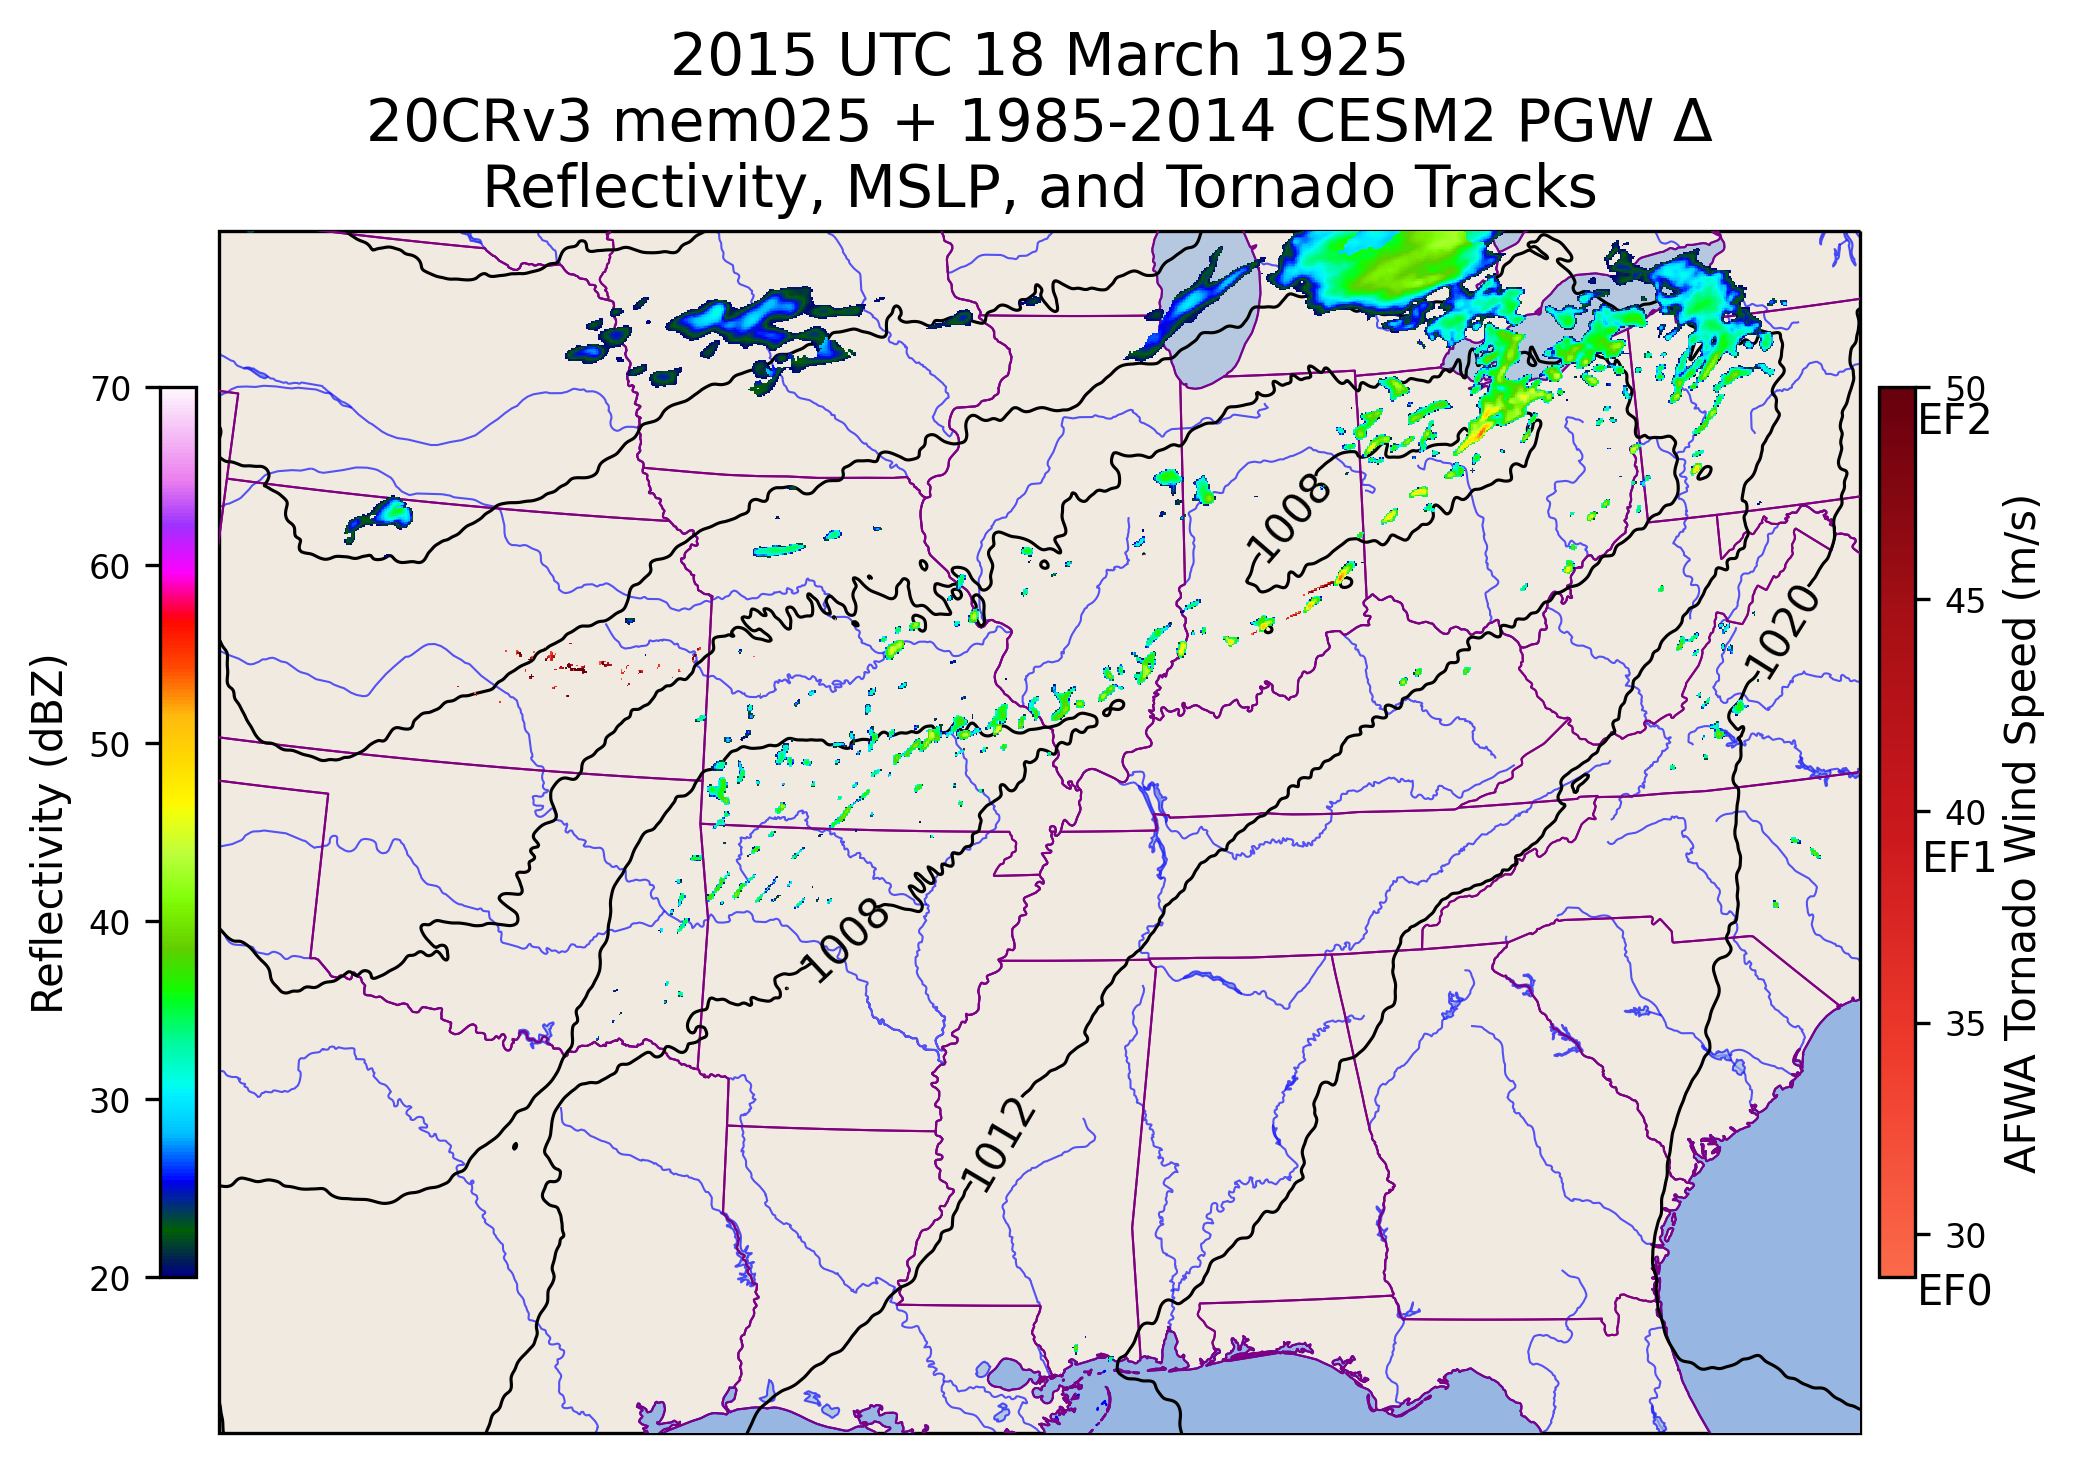 2015 UTC 18 March 1925
20CRv3 mem025 + 1985-2014 CESM2 PGW Δ
Reflectivity, MSLP, and Tornado Tracks
Reflectivity (dBZ)
70
60
50
40
30
20
1008
1020
1008
1012
50
EF2
45
40
EF1
35
30
EF0
AFWA Tornado Wind Speed (m/s)